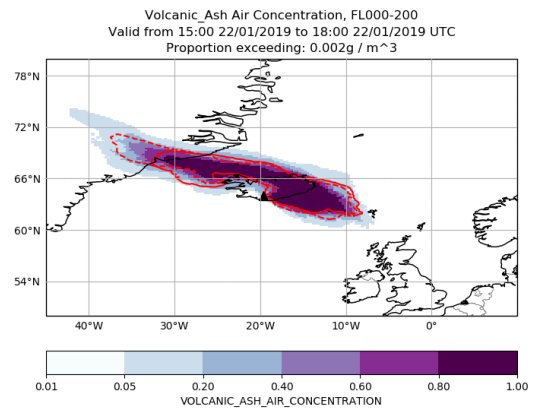 Volcanic_Ash Air Concentration, FL000-200
Valid from 15:00 22/01/2019 to 18:00 22/01/2019 UTC
Proportion exceeding: 0.002g / m^3
78°N
72°N
66°N
60°N
54°N
40°W 30°W 20°W 10°W 0°
0.01 0.05 0.20 0.40 0.60 0.80 1.00
VOLCANIC_ASH_AIR_CONCENTRATION